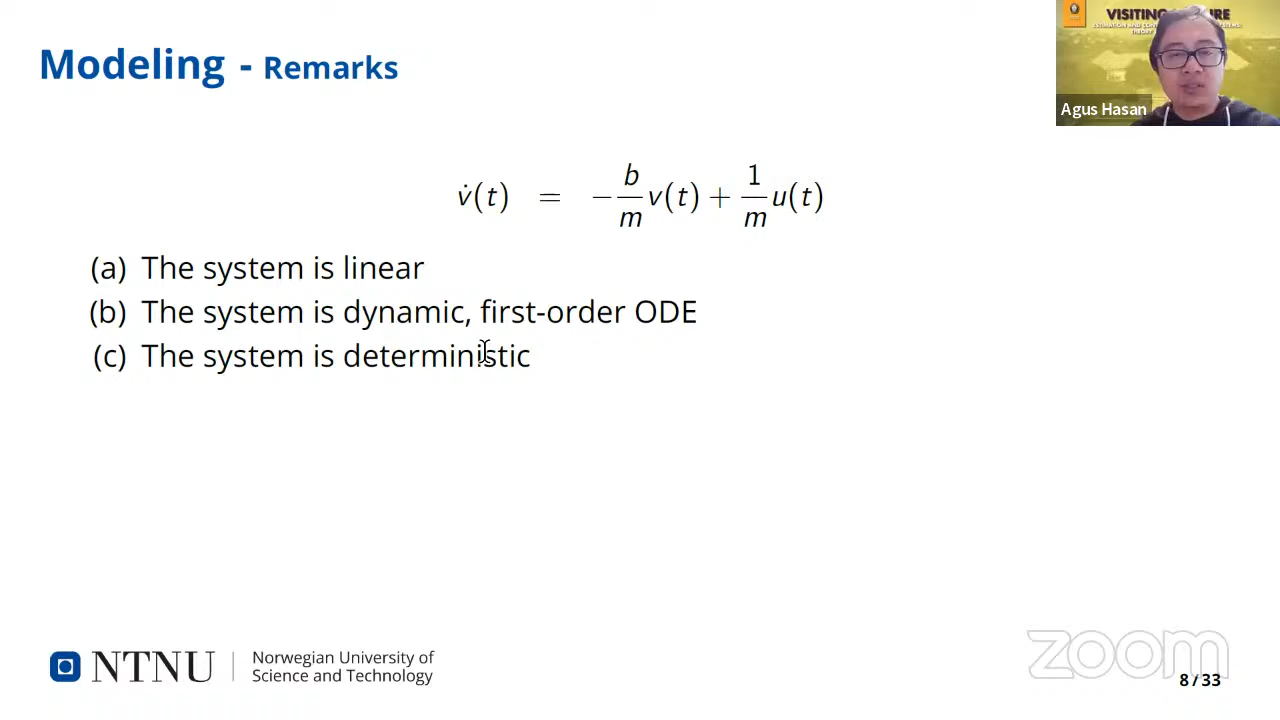 Modeling - Remarks
VISITING
Agus Hasan
v̇(t) = -b/m v(t) + 1/m u(t)
(a) The system is linear
(b) The system is dynamic, first-order ODE
(c) The system is deterministic
NTNU
Norwegian University of
Science and Technology
zoom
8 / 33